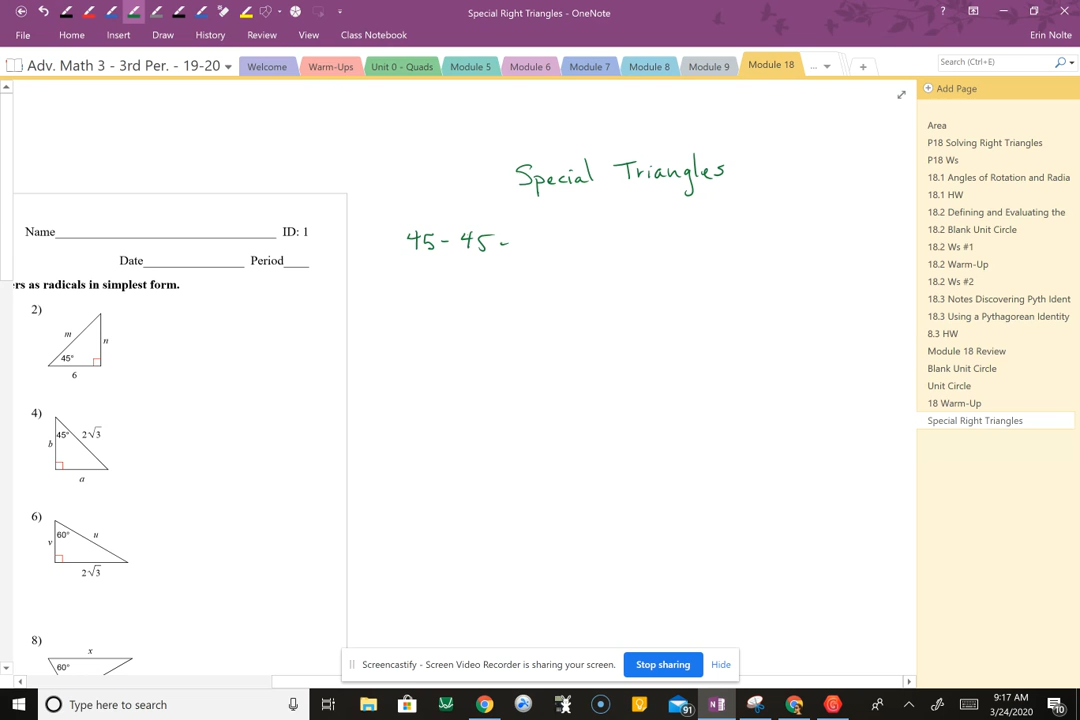 Special Right Triangles - OneNote
?
File Home Insert Draw History Review View Class Notebook Erin Nolte
Adv. Math 3 - 3rd Per. - 19-20 Welcome Warm-Ups Unit 0 - Quads Module 5 Module 6 Module 7 Module 8 Module 9 Module 18 ... + Search (Ctrl+E)
Add Page
Area
P18 Solving Right Triangles
P18 Ws
18.1 Angles of Rotation and Radia
18.1 HW
18.2 Defining and Evaluating the
18.2 Blank Unit Circle
18.2 Ws #1
18.2 Warm-Up
18.2 Ws #2
18.3 Notes Discovering Pyth Ident
18.3 Using a Pythagorean Identity
8.3 HW
Module 18 Review
Blank Unit Circle
Unit Circle
18 Warm-Up
Special Right Triangles
Special Triangles
45 - 45 -
Name ID: 1
Date Period
ers as radicals in simplest form.
2)
m
n
45°
6
4)
45° 2√3
b
a
6)
60° u
v
2√3
8)
x
60°
Screencastify - Screen Video Recorder is sharing your screen. Stop sharing Hide
Type here to search
91
9:17 AM
3/24/2020
10